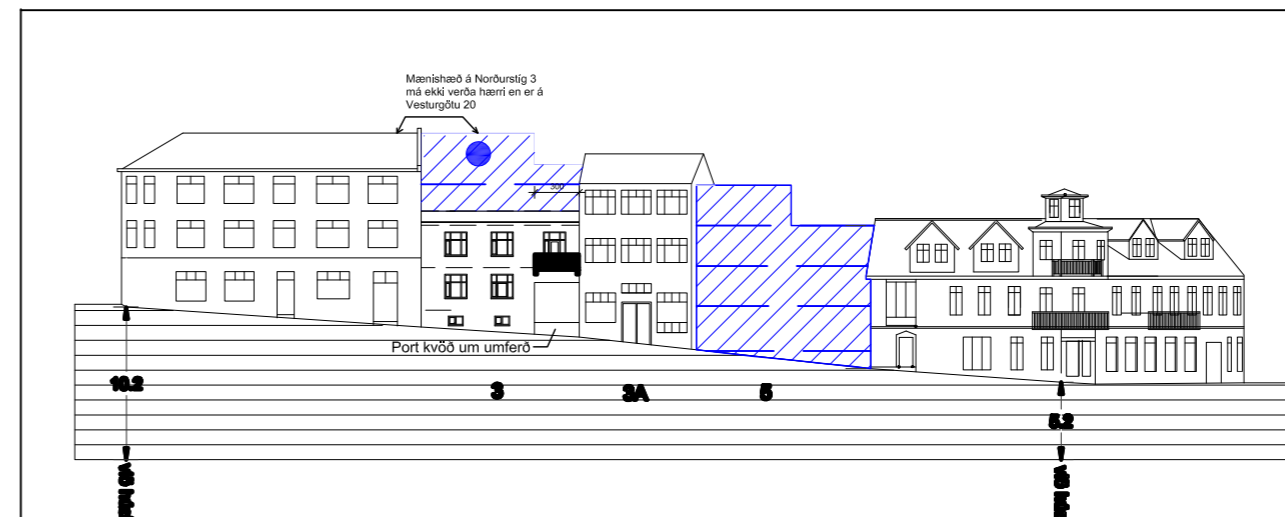 Mænishæð á Norðurstíg 3
má ekki verða hærri en er á
Vesturgötu 20
300
Port kvöð um umferð
10.2
3
3A
5
5.2